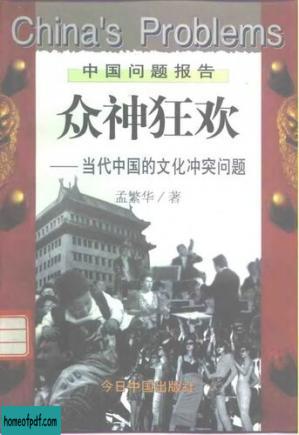 China's Problems
中国问题报告
众神狂欢
——当代中国的文化冲突问题
孟繁华/著
今日中国出版社
homeofpdf.com